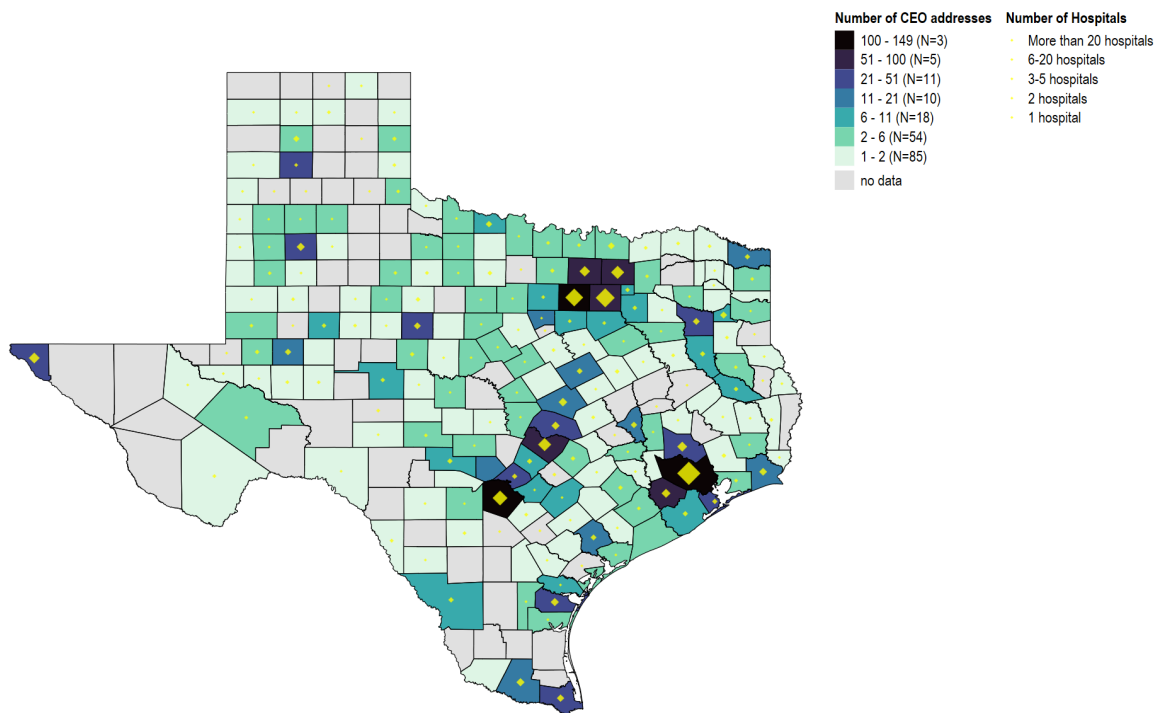 Number of CEO addresses
100 - 149 (N=3)
51 - 100 (N=5)
21 - 51 (N=11)
11 - 21 (N=10)
6 - 11 (N=18)
2 - 6 (N=54)
1 - 2 (N=85)
no data
Number of Hospitals
More than 20 hospitals
6-20 hospitals
3-5 hospitals
2 hospitals
1 hospital